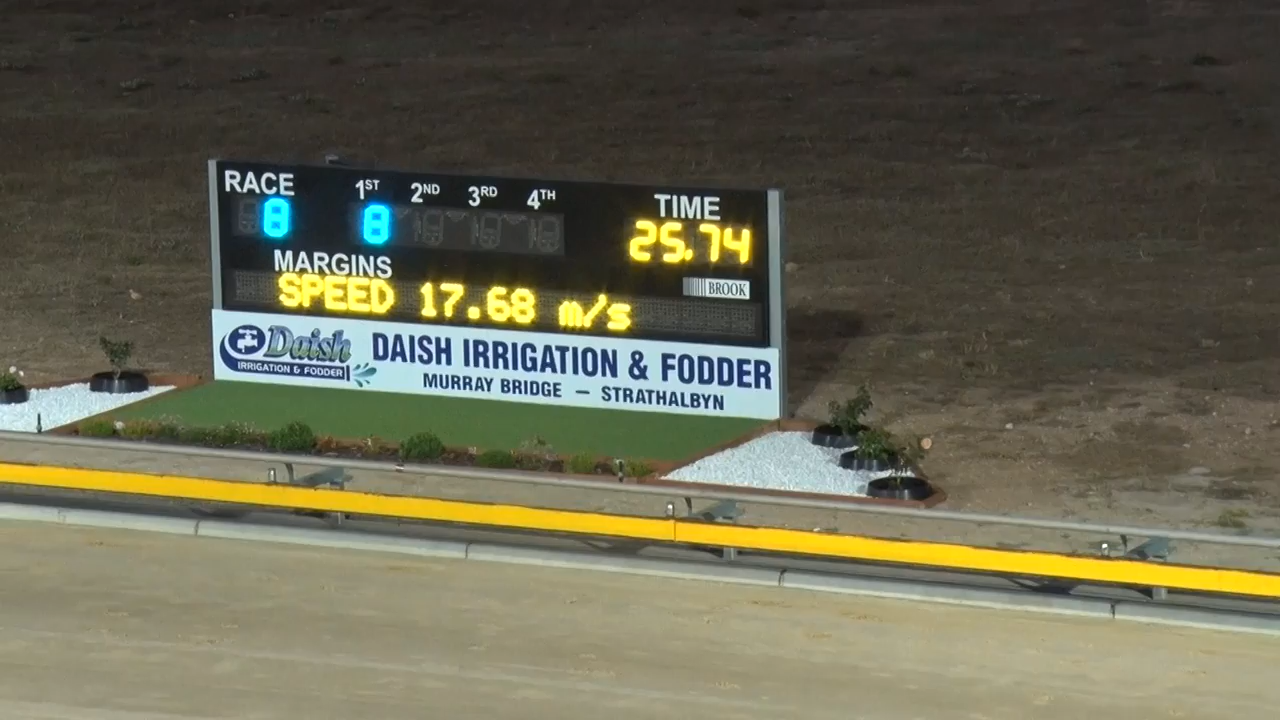 RACE 1ST 2ND 3RD 4TH TIME
8 8 25.74
MARGINS
BROOK
SPEED 17.68 m/s
Daish
IRRIGATION & FODDER
DAISH IRRIGATION & FODDER
MURRAY BRIDGE — STRATHALBYN